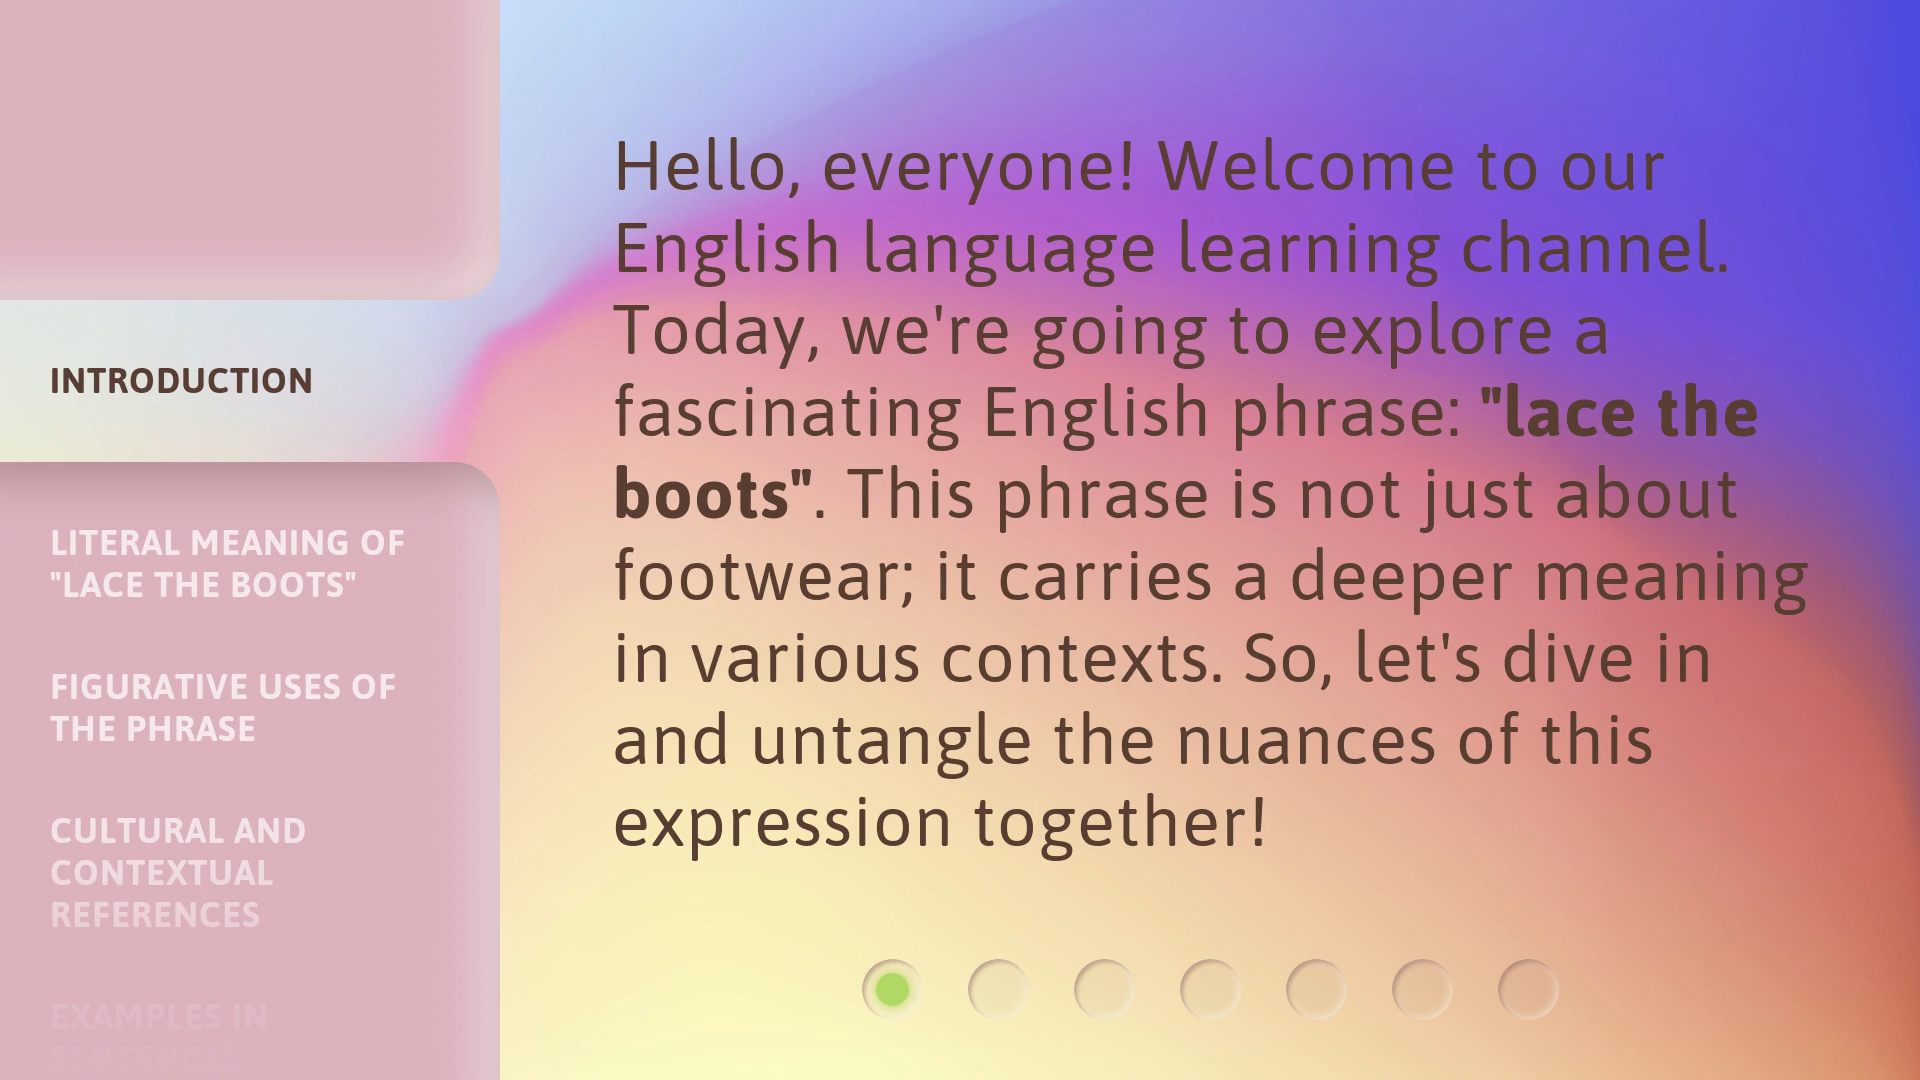 INTRODUCTION
LITERAL MEANING OF
"LACE THE BOOTS"
FIGURATIVE USES OF
THE PHRASE
CULTURAL AND
CONTEXTUAL
REFERENCES
EXAMPLES IN
SENTENCES
Hello, everyone! Welcome to our
English language learning channel.
Today, we're going to explore a
fascinating English phrase: "lace the
boots". This phrase is not just about
footwear; it carries a deeper meaning
in various contexts. So, let's dive in
and untangle the nuances of this
expression together!